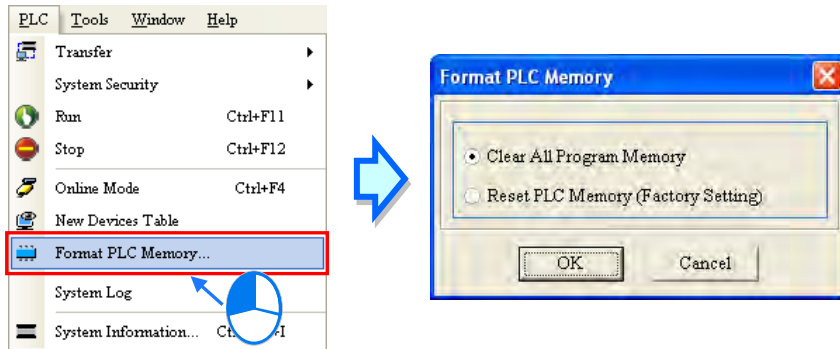 PLC Tools Window Help
Transfer
System Security
Run Ctrl+F11
Stop Ctrl+F12
Online Mode Ctrl+F4
New Devices Table
Format PLC Memory...
System Log
System Information...
Format PLC Memory
Clear All Program Memory
Reset PLC Memory (Factory Setting)
OK Cancel